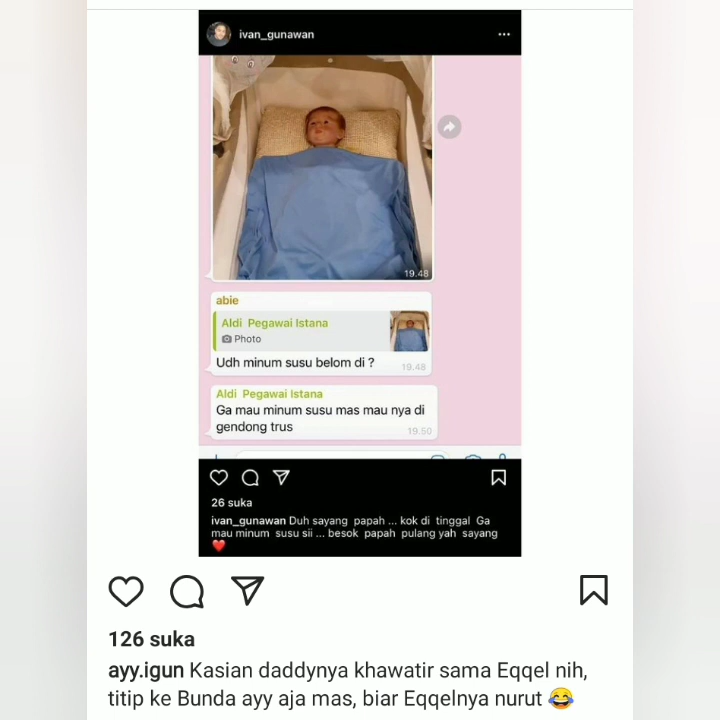 ivan_gunawan
19.48
abie
Aldi Pegawai Istana
Photo
Udh minum susu belom di ?
19.48
Aldi Pegawai Istana
Ga mau minum susu mas mau nya di
gendong trus
19.50
26 suka
ivan_gunawan Duh sayang papah ... kok di tinggal Ga
mau minum susu sii ... besok papah pulang yah sayang
❤️
126 suka
ayy.igun Kasian daddynya khawatir sama Eqqel nih,
titip ke Bunda ayy aja mas, biar Eqqelnya nurut 😂